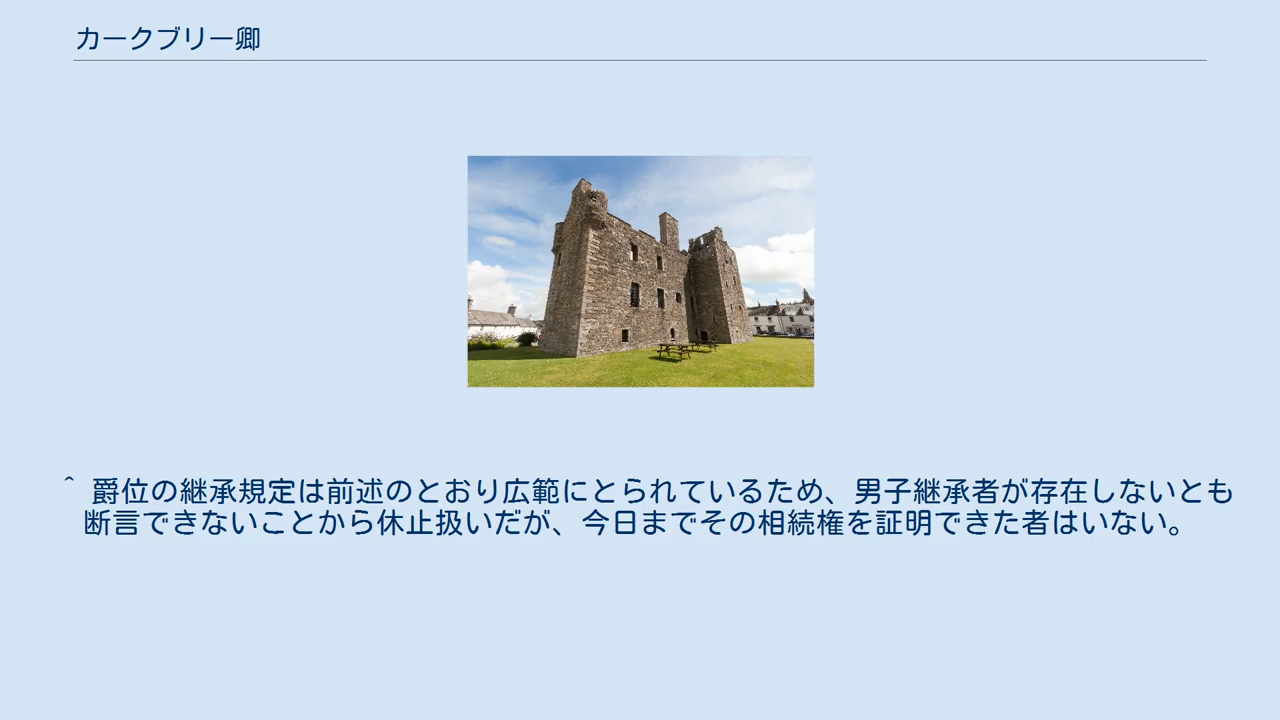 カークブリー卿
^ 爵位の継承規定は前述のとおり広範にとられているため、男子継承者が存在しないとも
断言できないことから休止扱いだが、今日までその相続権を証明できた者はいない。